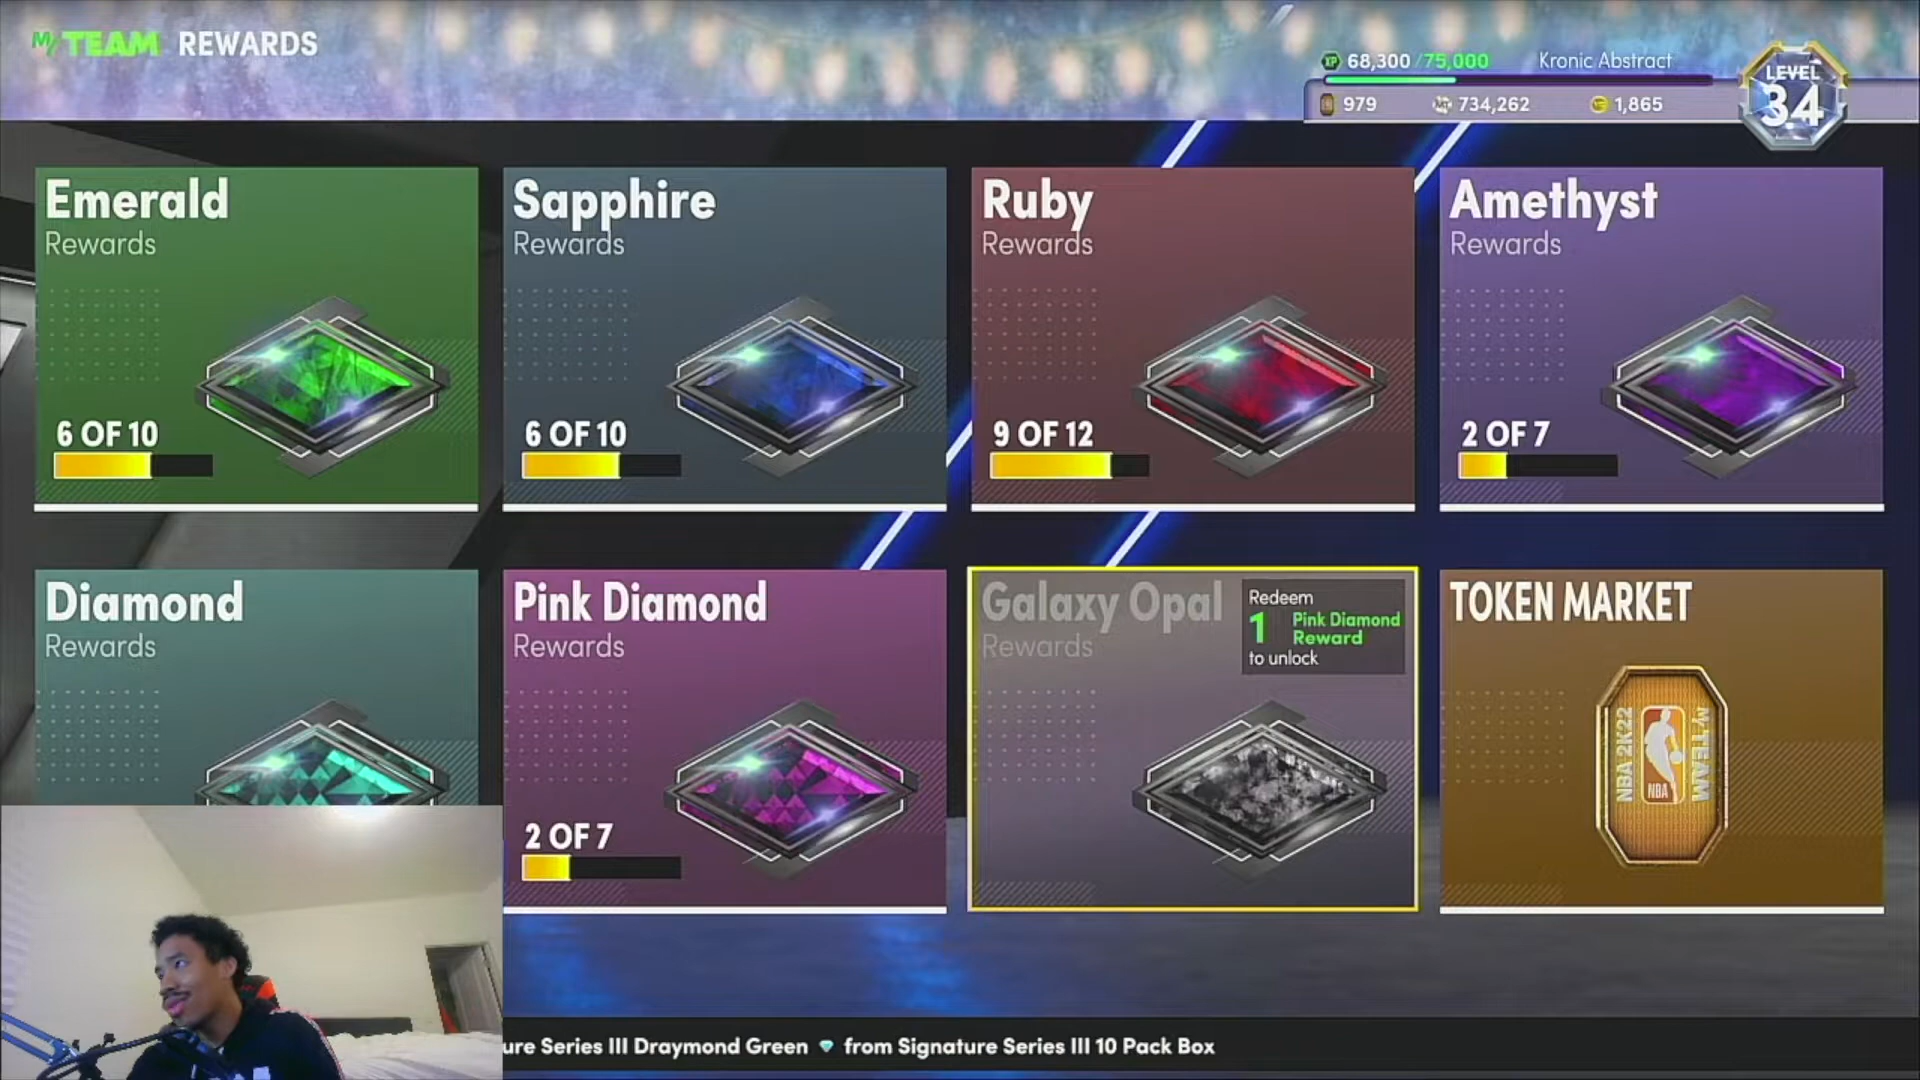 MyTEAM REWARDS
XP 68,300/75,000 Kronic Abstract
979 MT 734,262 VC 1,865
LEVEL
34
Emerald
Rewards
6 OF 10
Sapphire
Rewards
6 OF 10
Ruby
Rewards
9 OF 12
Amethyst
Rewards
2 OF 7
Diamond
Rewards
Pink Diamond
Rewards
2 OF 7
Galaxy Opal
Rewards
Redeem
1 Pink Diamond
Reward
to unlock
TOKEN MARKET
NBA 2K22
NBA
MyTEAM
ure Series III Draymond Green from Signature Series III 10 Pack Box